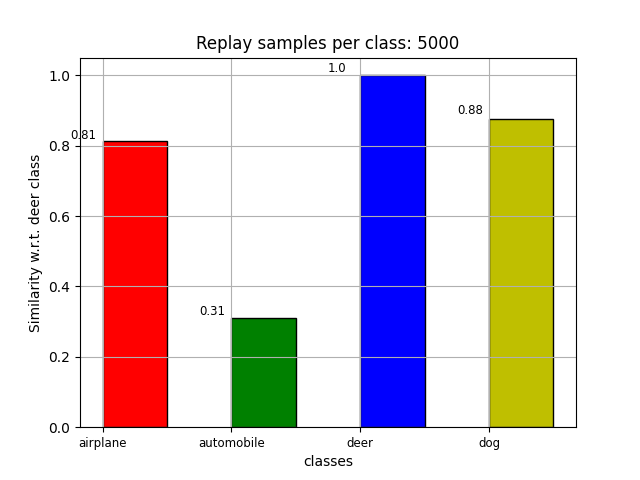 Replay samples per class: 5000
Similarity w.r.t. deer class
1.0
0.8
0.6
0.4
0.2
0.0
0.81
0.31
1.0
0.88
airplane
automobile
deer
dog
classes